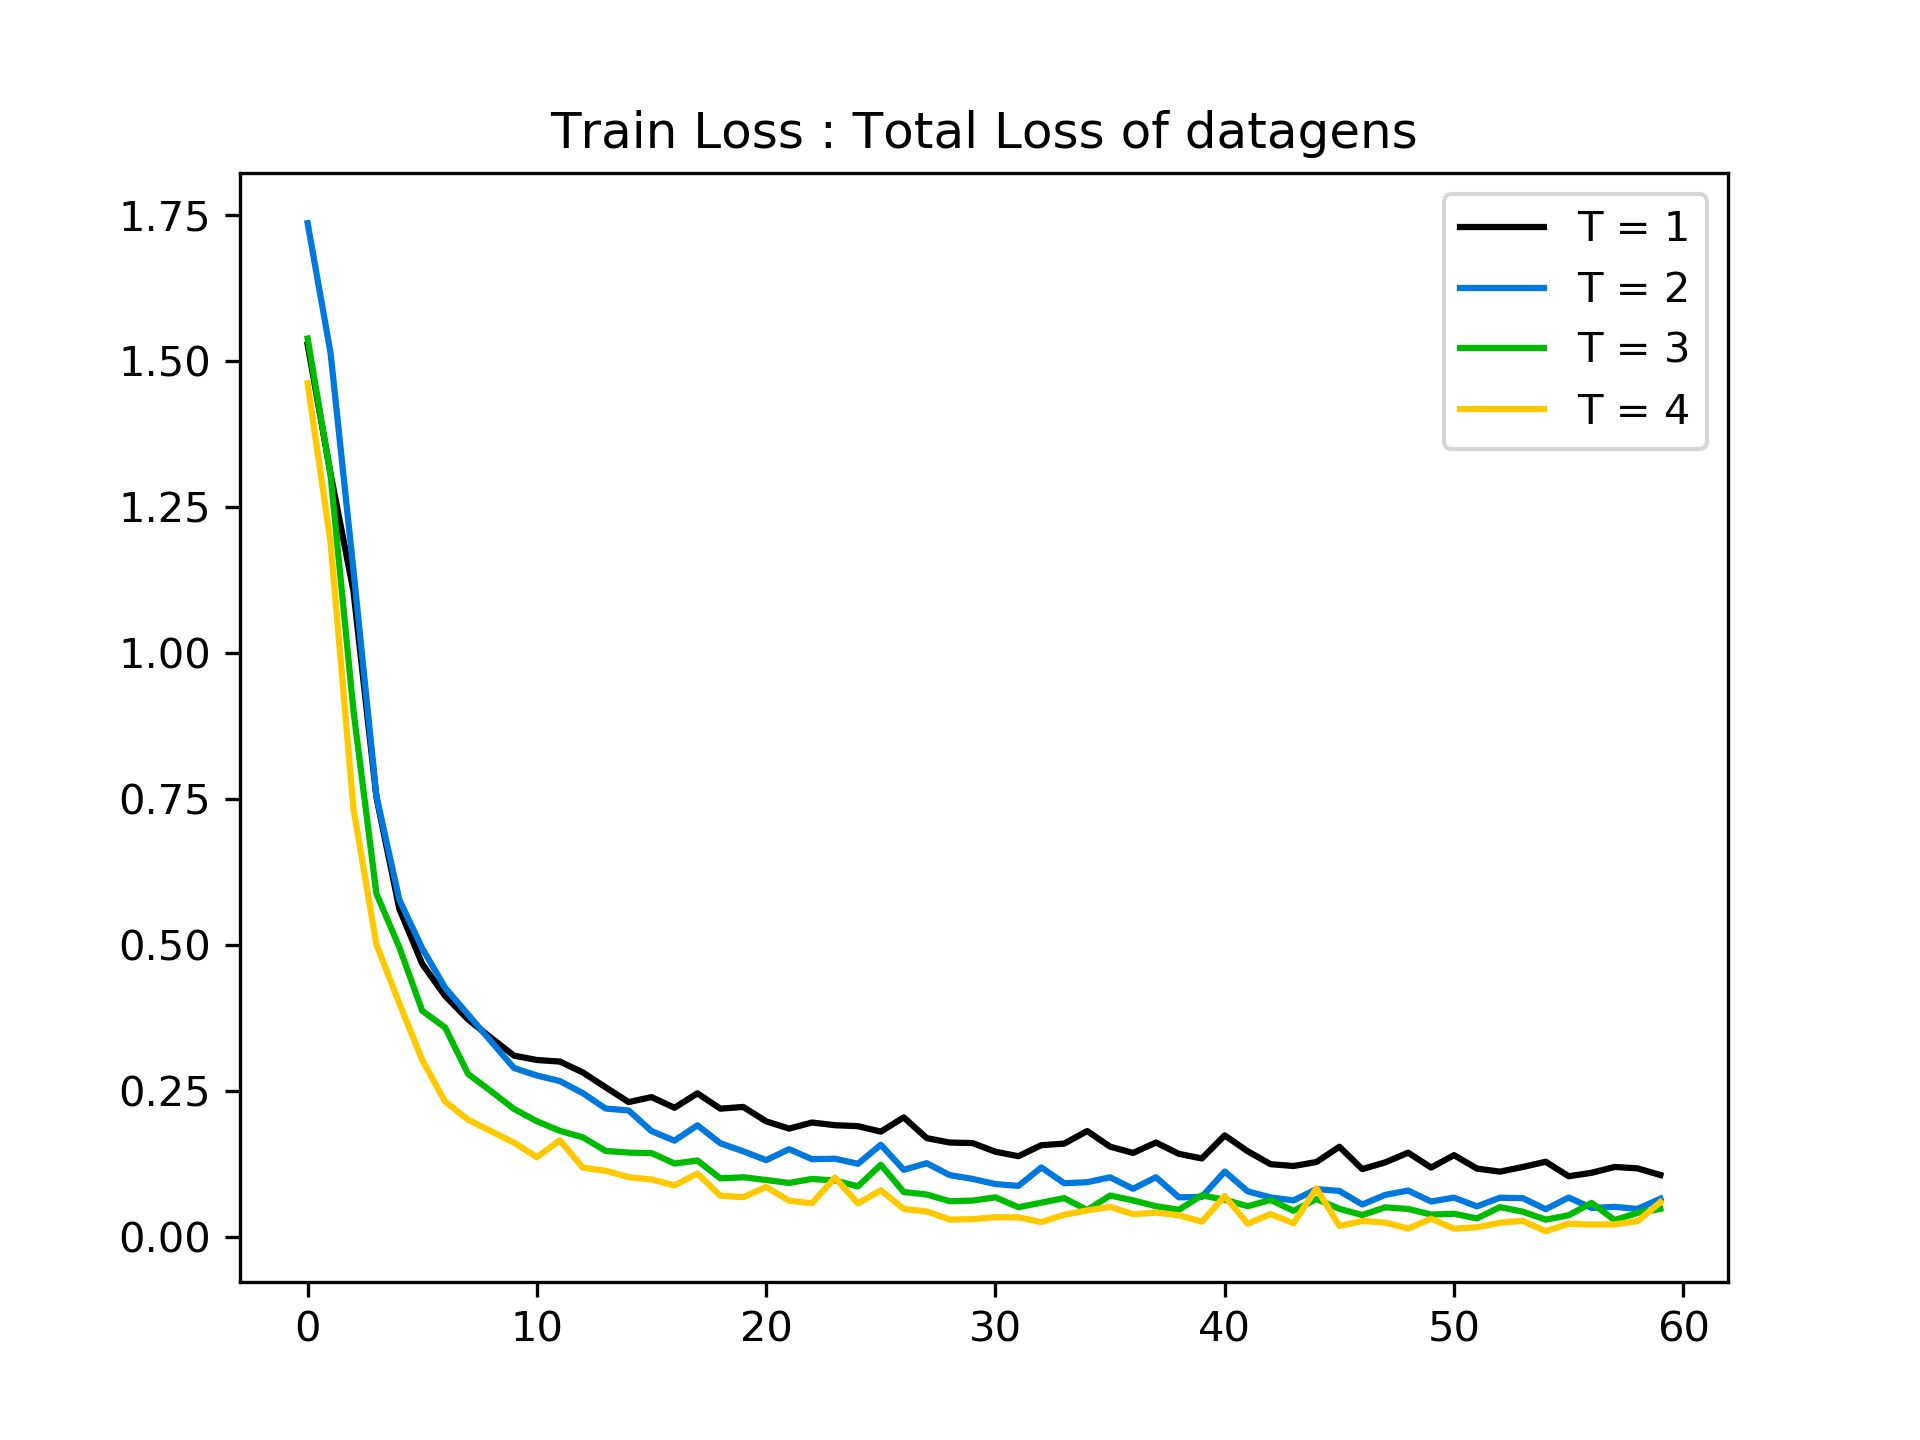 Train Loss : Total Loss of datagens
1.75
1.50
1.25
1.00
0.75
0.50
0.25
0.00
T = 1
T = 2
T = 3
T = 4
0 10 20 30 40 50 60